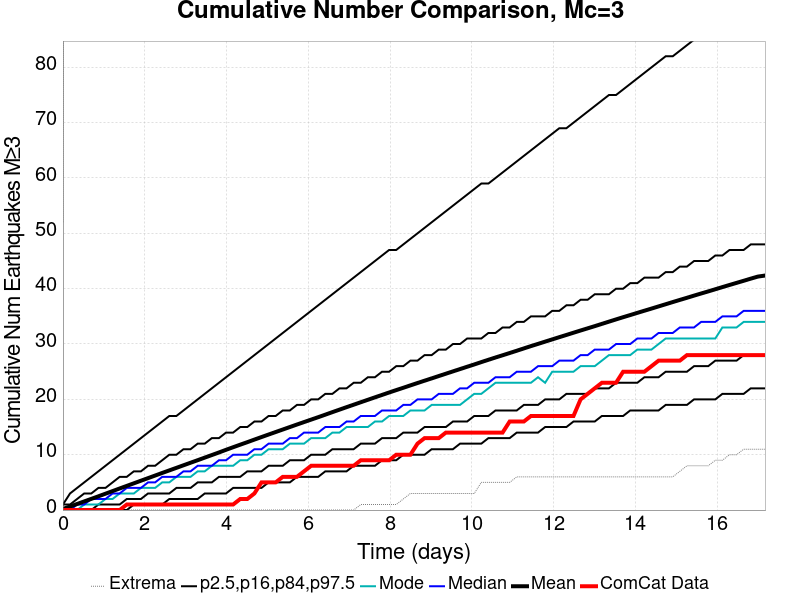 Cumulative Number Comparison, Mc=3
Cumulative Num Earthquakes M≥3
80
70
60
50
40
30
20
10
0
0 2 4 6 8 10 12 14 16
Time (days)
Extrema p2.5,p16,p84,p97.5 Mode Median Mean ComCat Data